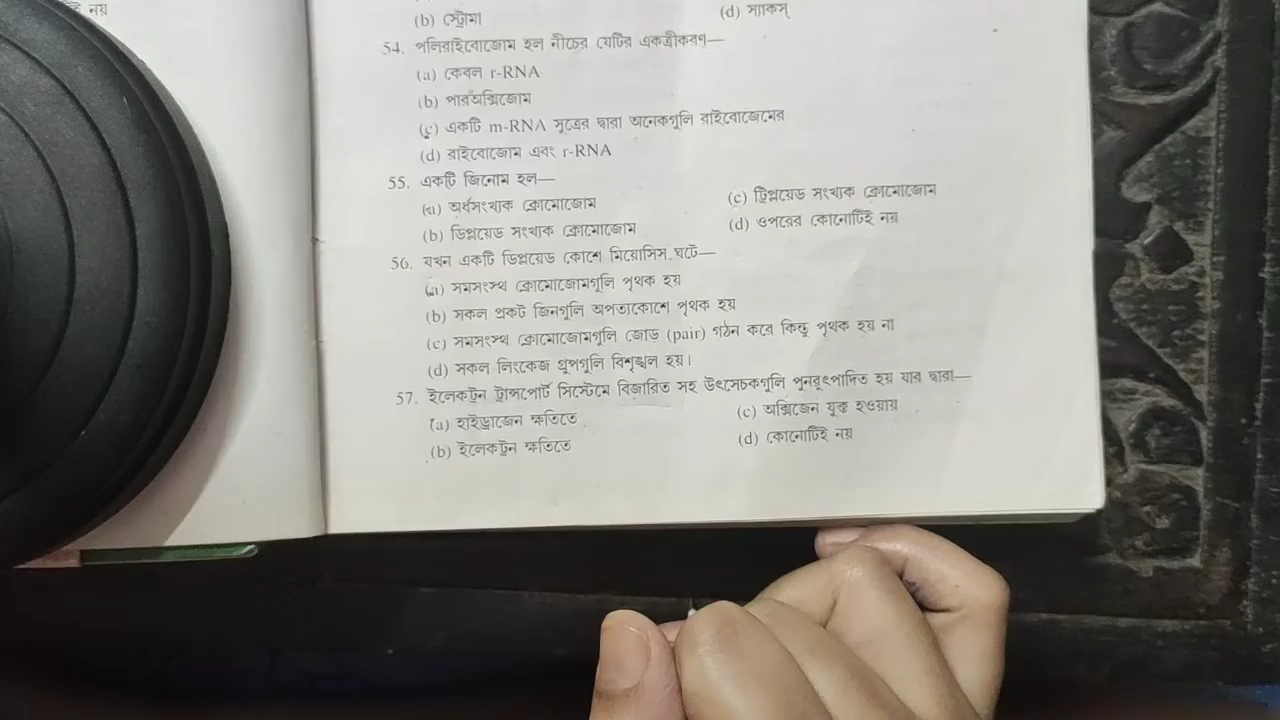 নয়
(b) স্ট্রোমা
(d) স্যাকস্
54. পলিরাইবোজোম হল নীচের যেটির একত্রীকরণ—
(a) কেবল r-RNA
(b) পারঅক্সিজোম
(c) একটি m-RNA সূত্রের দ্বারা অনেকগুলি রাইবোজেমের
(d) রাইবোজোম এবং r-RNA
55. একটি জিনোম হল—
(a) অর্ধসংখ্যক ক্রোমোজোম
(c) ট্রিপ্লয়েড সংখ্যক ক্রোমোজোম
(b) ডিপ্লয়েড সংখ্যক ক্রোমোজোম
(d) ওপরের কোনোটিই নয়
56. যখন একটি ডিপ্লয়েড কোশে মিয়োসিস ঘটে—
(a) সমসংস্থ ক্রোমোজোমগুলি পৃথক হয়
(b) সকল প্রকট জিনগুলি অপত্যকোশে পৃথক হয়
(c) সমসংস্থ ক্রোমোজোমগুলি জোড় (pair) গঠন করে কিন্তু পৃথক হয় না
(d) সকল লিংকেজ গ্রুপগুলি বিশৃঙ্খল হয়।
57. ইলেকট্রন ট্রান্সপোর্ট সিস্টেমে বিজারিত সহ উৎসেচকগুলি পুনরুৎপাদিত হয় যার দ্বারা—
(a) হাইড্রাজেন ক্ষতিতে
(c) অক্সিজেন যুক্ত হওয়ায়
(b) ইলেকট্রন ক্ষতিতে
(d) কোনোটিই নয়